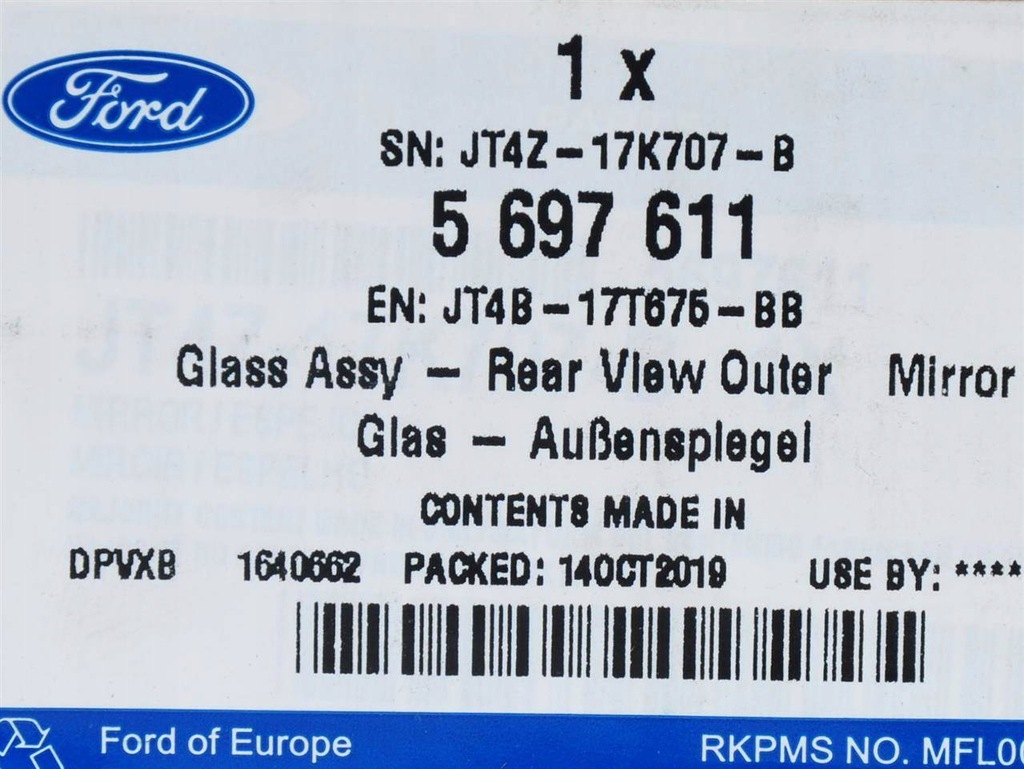 Ford
1 x
SN: JT4Z-17K707-B
5 697 611
EN: JT4B-17T675-BB
Glass Assy - Rear View Outer Mirror
Glas - Außenspiegel
CONTENTS MADE IN
DPVXB 1640662 PACKED: 14OCT2019 USE BY: ****
Ford of Europe
RKPMS NO. MFL00